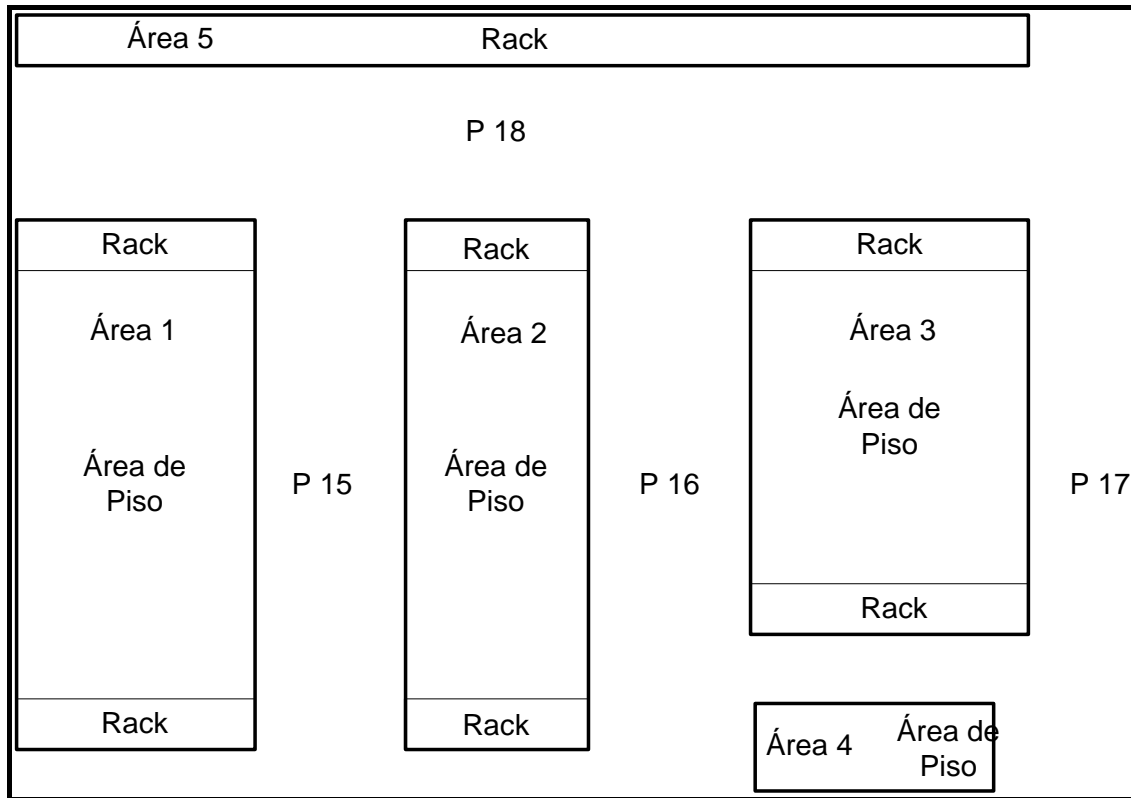 Área 5
Rack
P 18
Rack
Rack
Rack
Área 1
Área 2
Área 3
Área de
Piso
Área de
Piso
P 15
Área de
Piso
P 16
P 17
Rack
Rack
Rack
Área 4
Área de
Piso